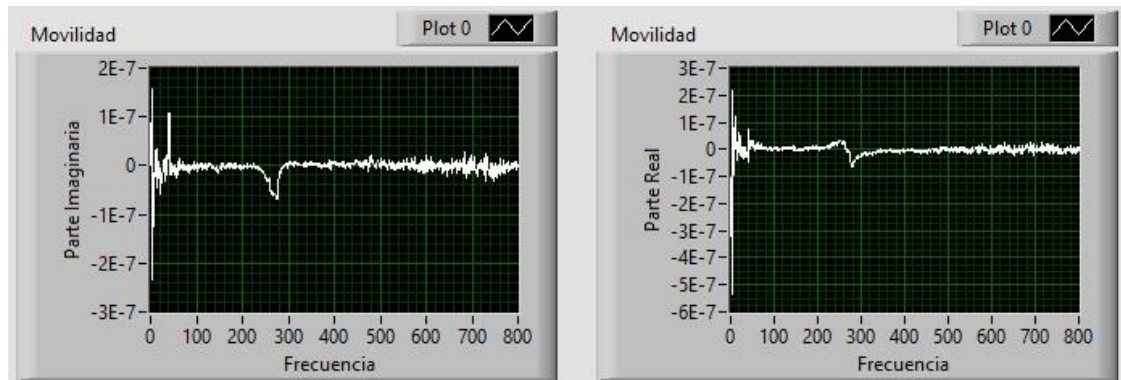 Movilidad
Plot 0
Parte Imaginaria
2E-7
1E-7
0
-1E-7
-2E-7
-3E-7
0 100 200 300 400 500 600 700 800
Frecuencia
Movilidad
Plot 0
Parte Real
3E-7
2E-7
1E-7
0
-1E-7
-2E-7
-3E-7
-4E-7
-5E-7
-6E-7
0 100 200 300 400 500 600 700 800
Frecuencia